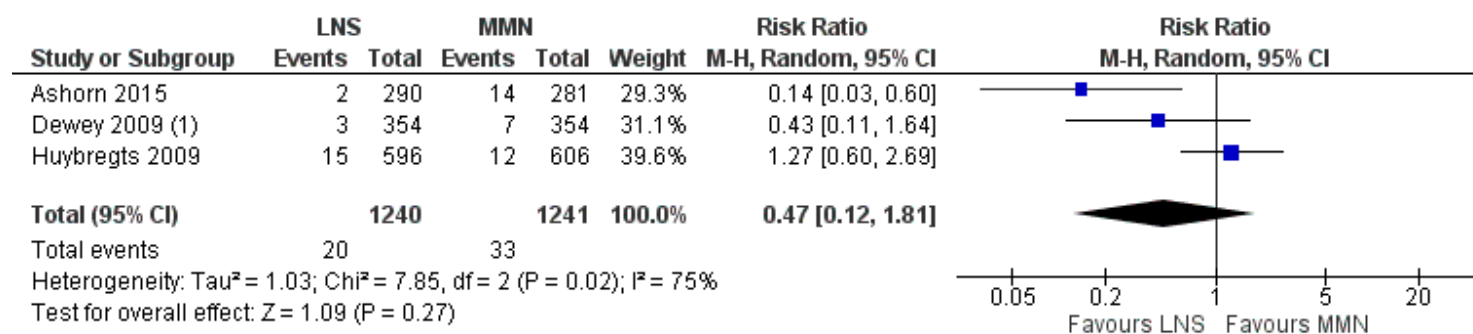 LNS MMN Risk Ratio Risk Ratio
Study or Subgroup Events Total Events Total Weight M-H, Random, 95% CI M-H, Random, 95% CI
Ashorn 2015 2 290 14 281 29.3% 0.14 [0.03, 0.60]
Dewey 2009 (1) 3 354 7 354 31.1% 0.43 [0.11, 1.64]
Huybregts 2009 15 596 12 606 39.6% 1.27 [0.60, 2.69]
Total (95% CI) 1240 1241 100.0% 0.47 [0.12, 1.81]
Total events 20 33
Heterogeneity: Tau² = 1.03; Chi² = 7.85, df = 2 (P = 0.02); I² = 75%
Test for overall effect: Z = 1.09 (P = 0.27)
0.05 0.2 1 5 20
Favours LNS Favours MMN